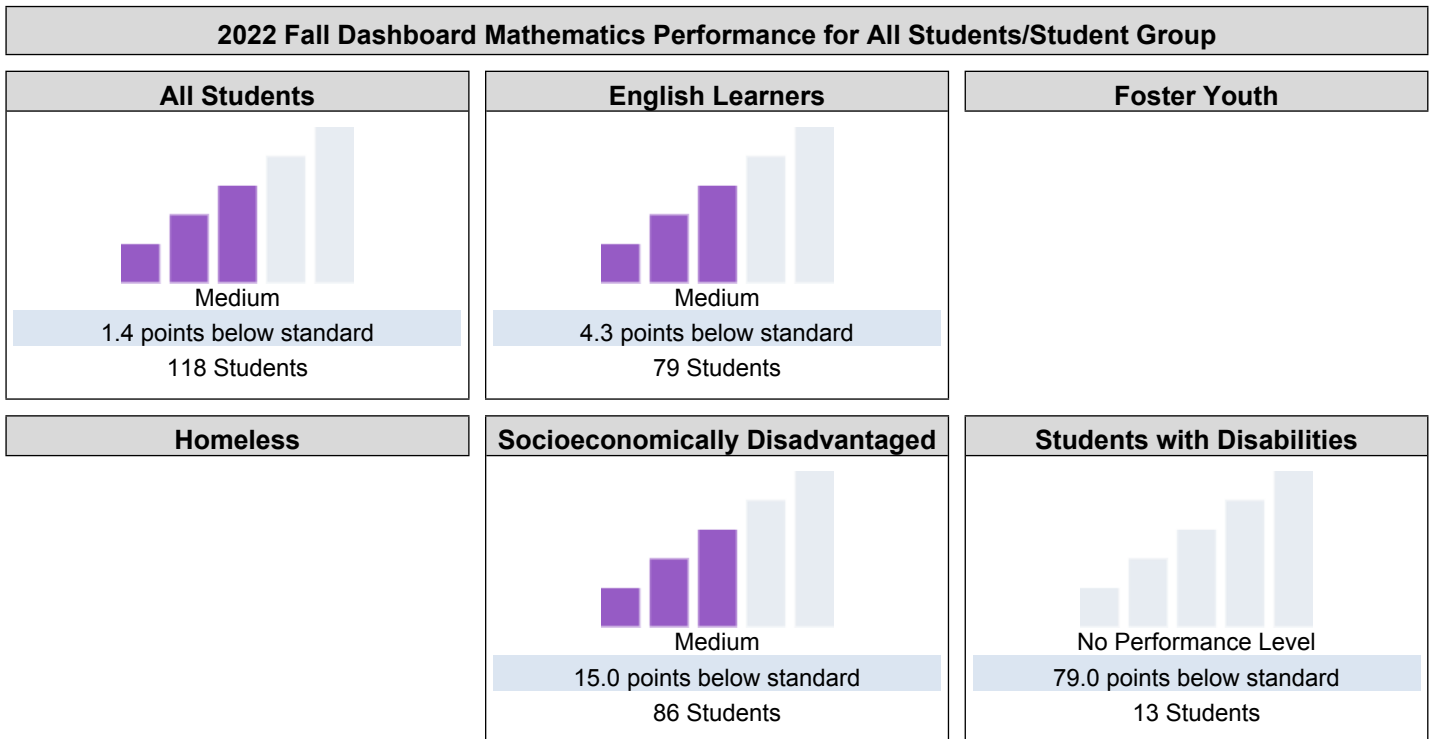 2022 Fall Dashboard Mathematics Performance for All Students/Student Group
All Students
Medium
1.4 points below standard
118 Students
English Learners
Medium
4.3 points below standard
79 Students
Foster Youth
Homeless
Socioeconomically Disadvantaged
Medium
15.0 points below standard
86 Students
Students with Disabilities
No Performance Level
79.0 points below standard
13 Students